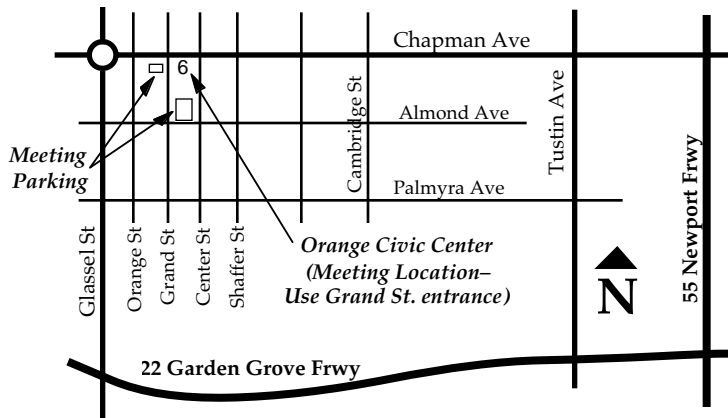 Chapman Ave
6
Cambridge St
Tustin Ave
Almond Ave
Meeting
Parking
Palmyra Ave
55 Newport Frwy
Glassel St
Orange St
Grand St
Center St
Shaffer St
Orange Civic Center
(Meeting Location–
Use Grand St. entrance)
N
22 Garden Grove Frwy